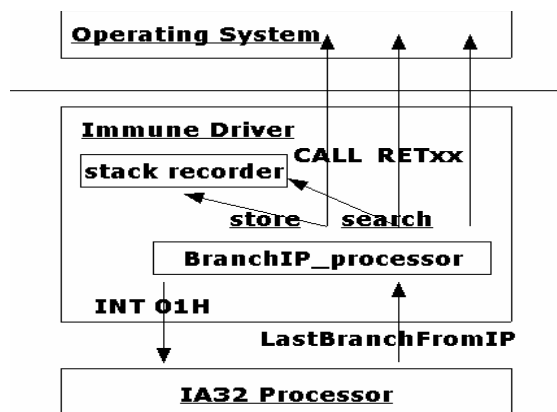 Operating System
Immune Driver
CALL RETxx
stack recorder
store search
BranchIP_processor
INT 01H
LastBranchFromIP
IA32 Processor